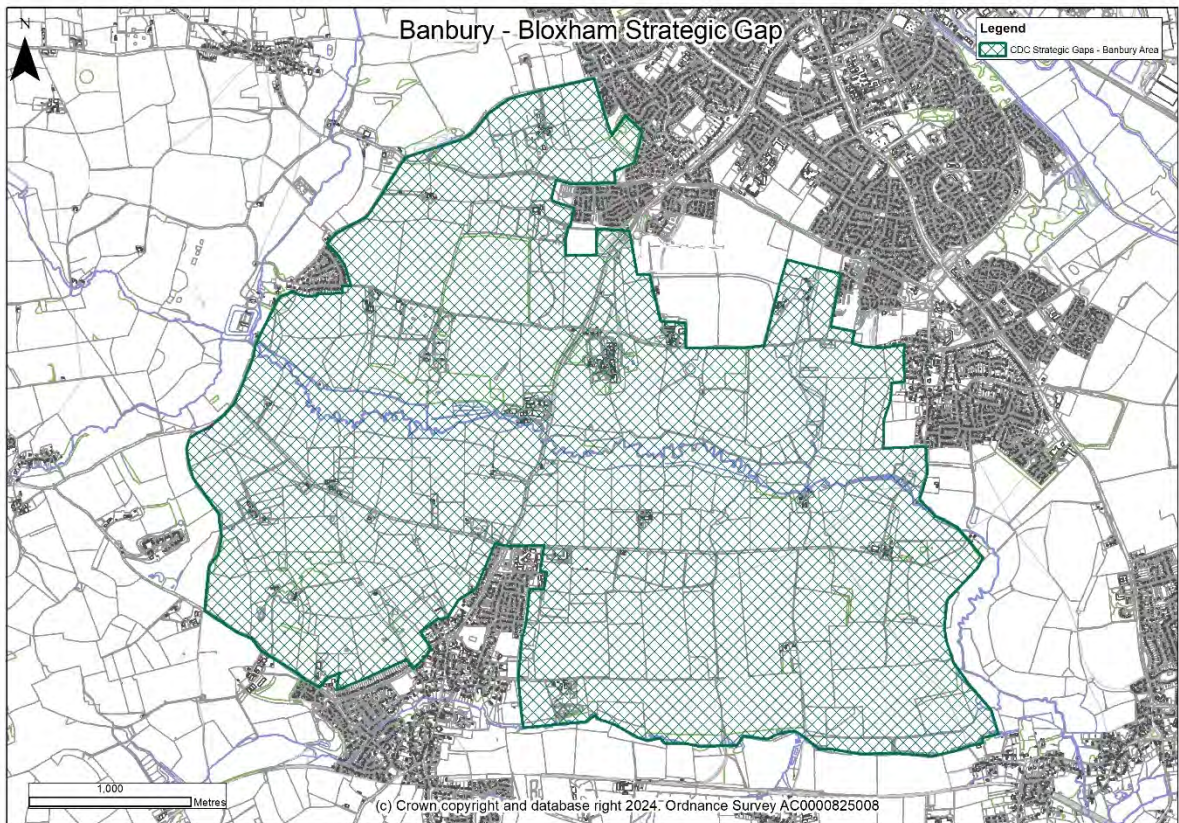 Banbury - Bloxham Strategic Gap
N
Legend
CDC Strategic Gaps - Banbury Area
1,000
Metres
(c) Crown copyright and database right 2024. Ordnance Survey AC0000825008